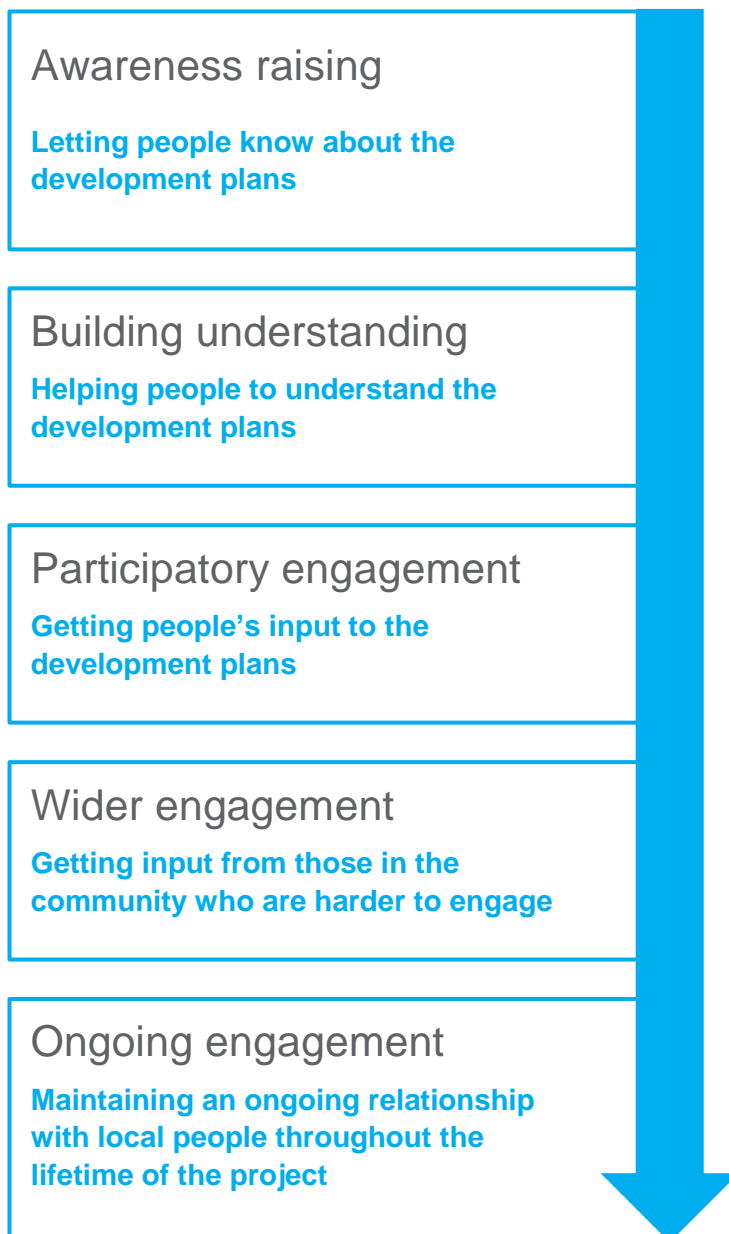 Awareness raising
Letting people know about the
development plans
Building understanding
Helping people to understand the
development plans
Participatory engagement
Getting people’s input to the
development plans
Wider engagement
Getting input from those in the
community who are harder to engage
Ongoing engagement
Maintaining an ongoing relationship
with local people throughout the
lifetime of the project